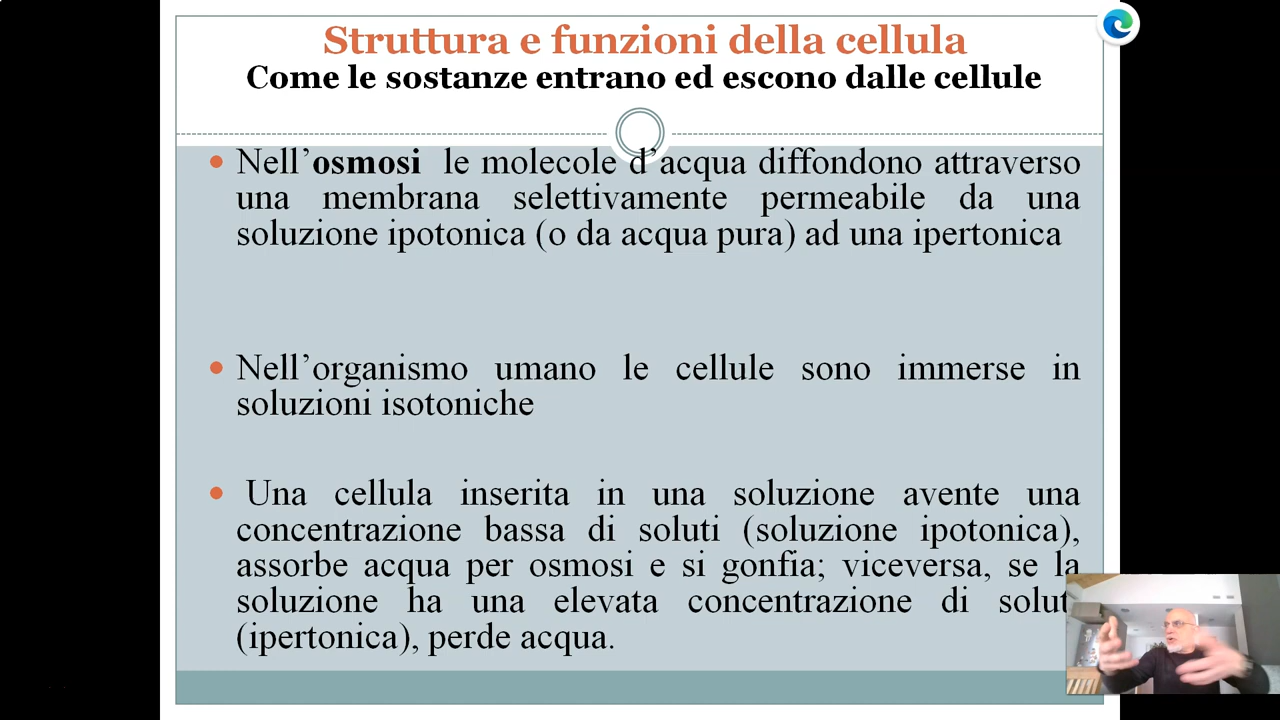 Struttura e funzioni della cellula
Come le sostanze entrano ed escono dalle cellule
• Nell’osmosi le molecole d’acqua diffondono attraverso
una membrana selettivamente permeabile da una
soluzione ipotonica (o da acqua pura) ad una ipertonica
• Nell’organismo umano le cellule sono immerse in
soluzioni isotoniche
• Una cellula inserita in una soluzione avente una
concentrazione bassa di soluti (soluzione ipotonica),
assorbe acqua per osmosi e si gonfia; viceversa, se la
soluzione ha una elevata concentrazione di solut
(ipertonica), perde acqua.